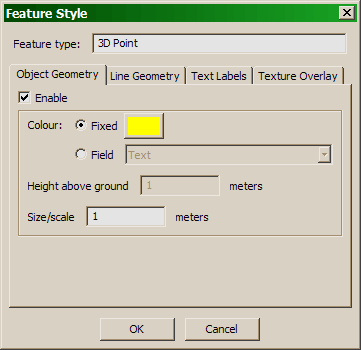 Feature Style
Feature type: 3D Point
Object Geometry Line Geometry Text Labels Texture Overlay
Enable
Colour: Fixed
Field Text
Height above ground 1 meters
Size/scale 1 meters
OK Cancel